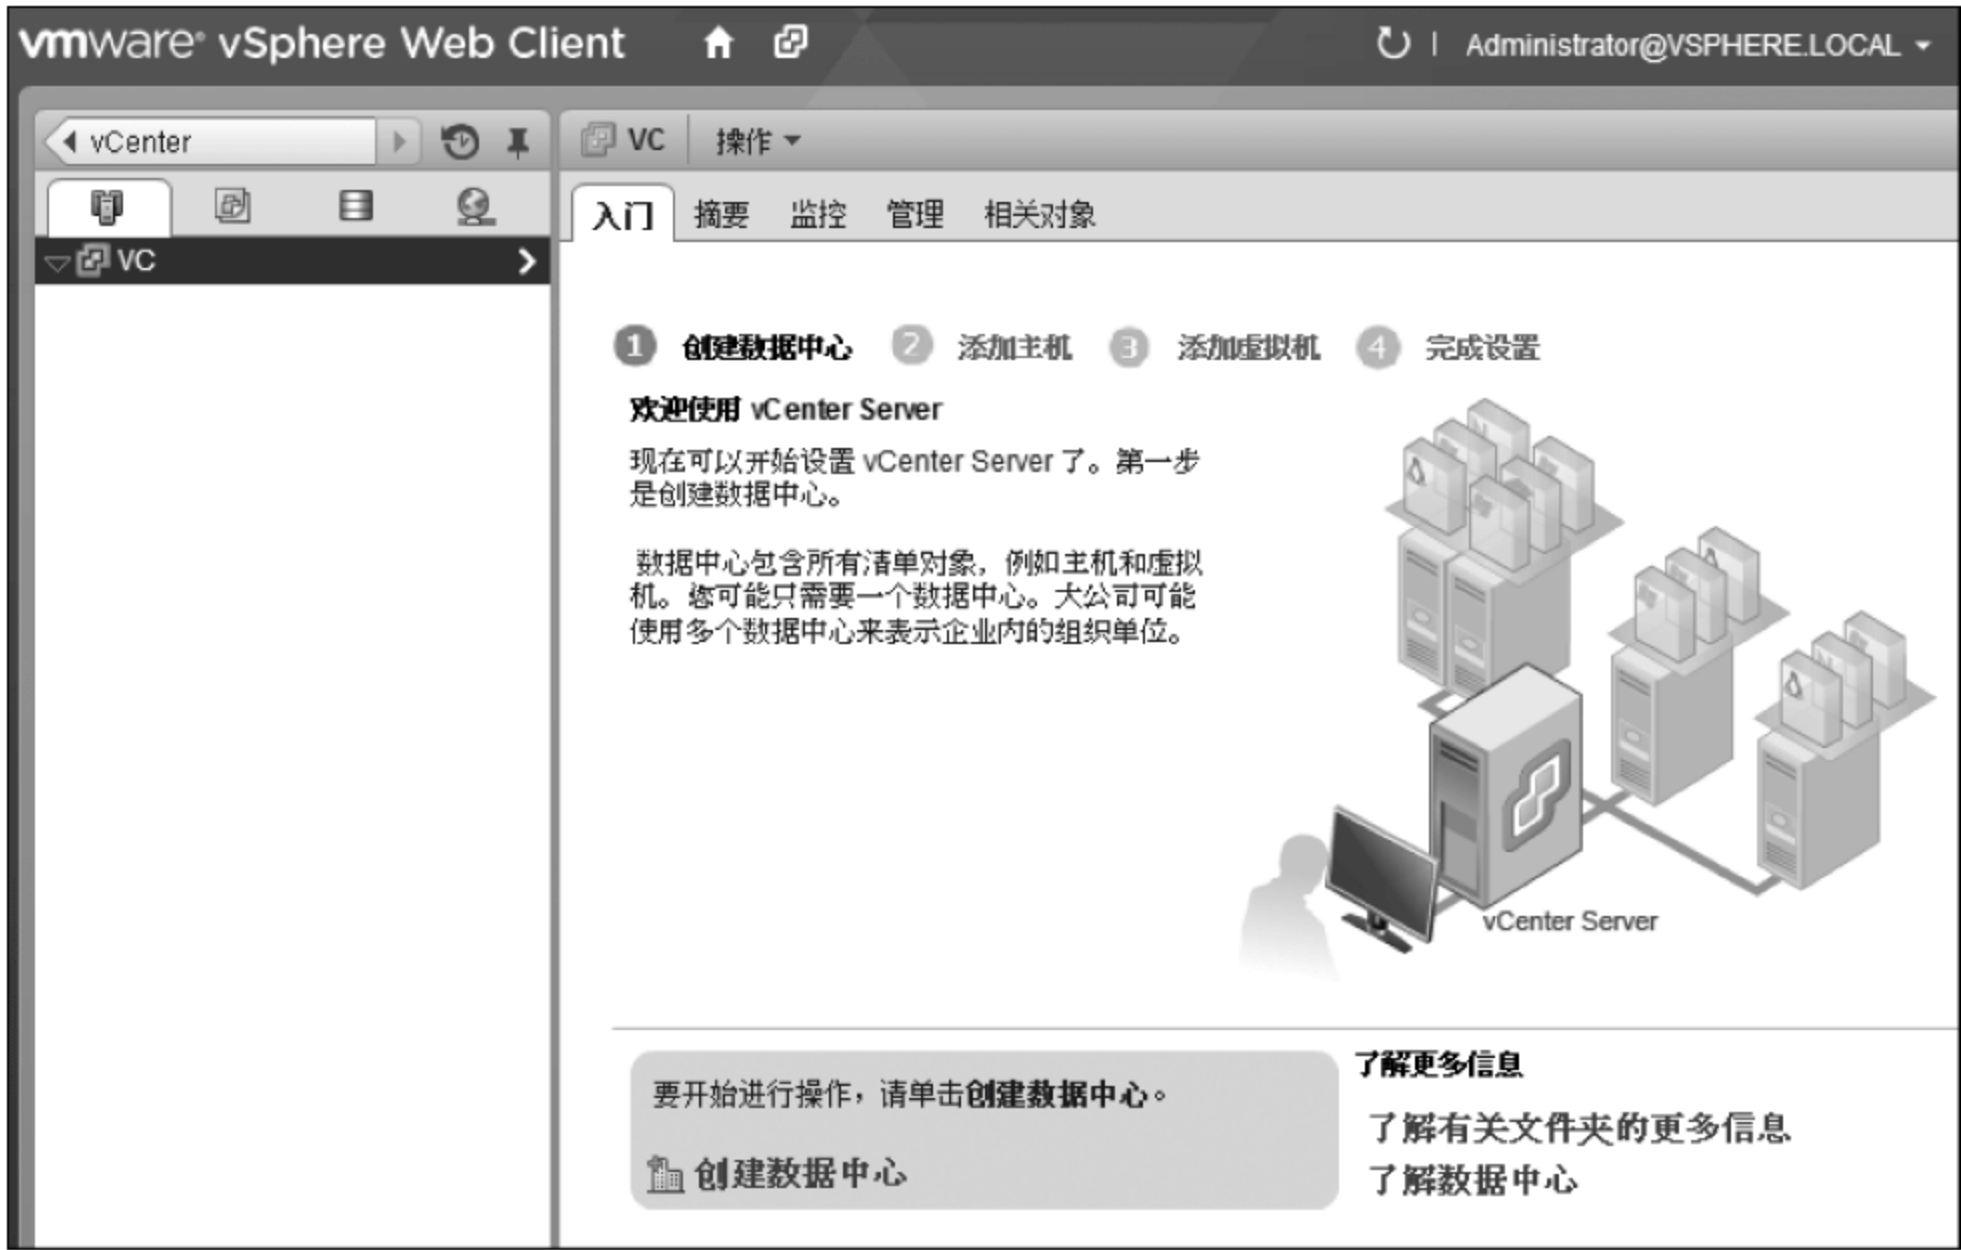 vmware® vSphere Web Client
Administrator@VSPHERE.LOCAL
vCenter
VC 操作
入门 摘要 监控 管理 相关对象
VC
1 创建数据中心 2 添加主机 3 添加虚拟机 4 完成设置
欢迎使用 vCenter Server
现在可以开始设置 vCenter Server 了。第一步
是创建数据中心。
数据中心包含所有清单对象，例如主机和虚拟
机。您可能只需要一个数据中心。大公司可能
使用多个数据中心来表示企业内的组织单位。
vCenter Server
要开始进行操作，请单击创建数据中心。
创建数据中心
了解更多信息
了解有关文件夹的更多信息
了解数据中心